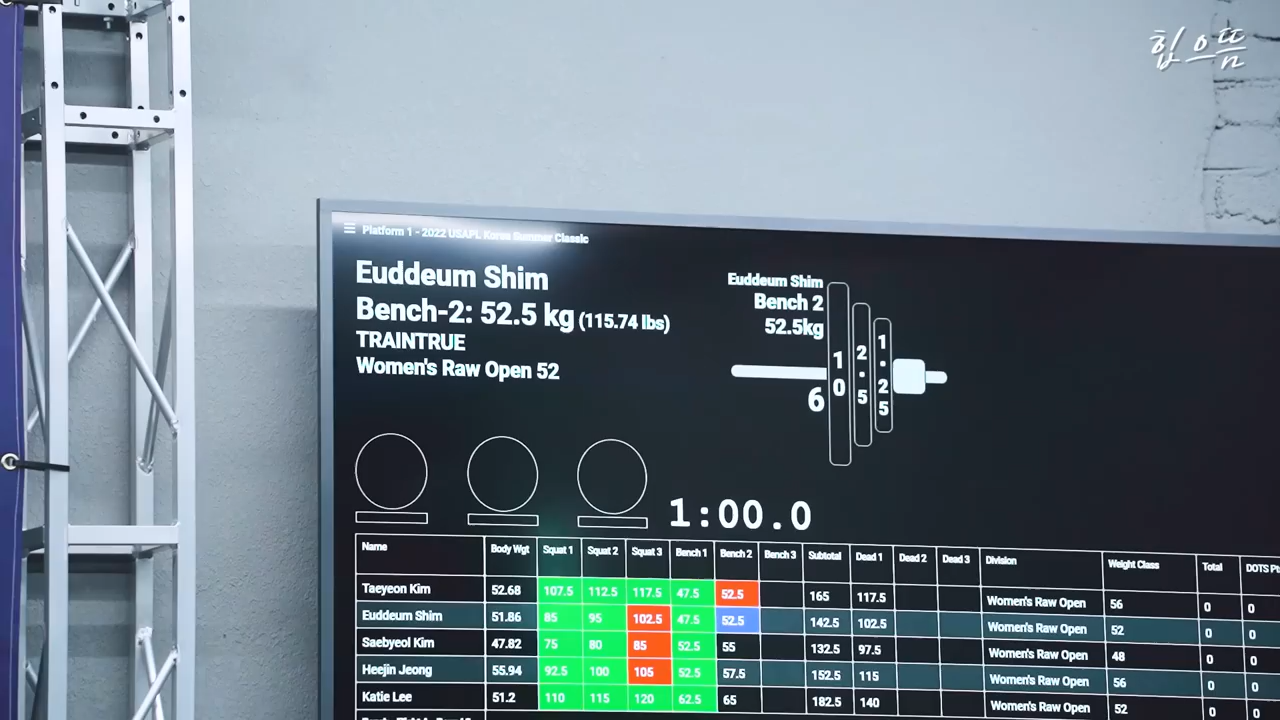 힙으뜸
☰ Platform 1 - 2022 USAPL Korea Summer Classic
Euddeum Shim
Bench-2: 52.5 kg (115.74 lbs)
TRAINTRUE
Women's Raw Open 52
Euddeum Shim
Bench 2
52.5kg
6
10
2.5
1.25
1:00.0
Name Body Wgt Squat 1 Squat 2 Squat 3 Bench 1 Bench 2 Bench 3 Subtotal Dead 1 Dead 2 Dead 3 Division Weight Class Total DOTS
Taeyeon Kim 52.68 107.5 112.5 117.5 47.5 52.5 165 117.5 Women's Raw Open 56 0 0
Euddeum Shim 51.86 85 95 102.5 47.5 52.5 142.5 102.5 Women's Raw Open 52 0 0
Saebyeol Kim 47.82 75 80 85 52.5 55 132.5 97.5 Women's Raw Open 48 0 0
Heejin Jeong 55.94 92.5 100 105 52.5 57.5 152.5 115 Women's Raw Open 56 0 0
Katie Lee 51.2 110 115 120 62.5 65 182.5 140 Women's Raw Open 52 0 0